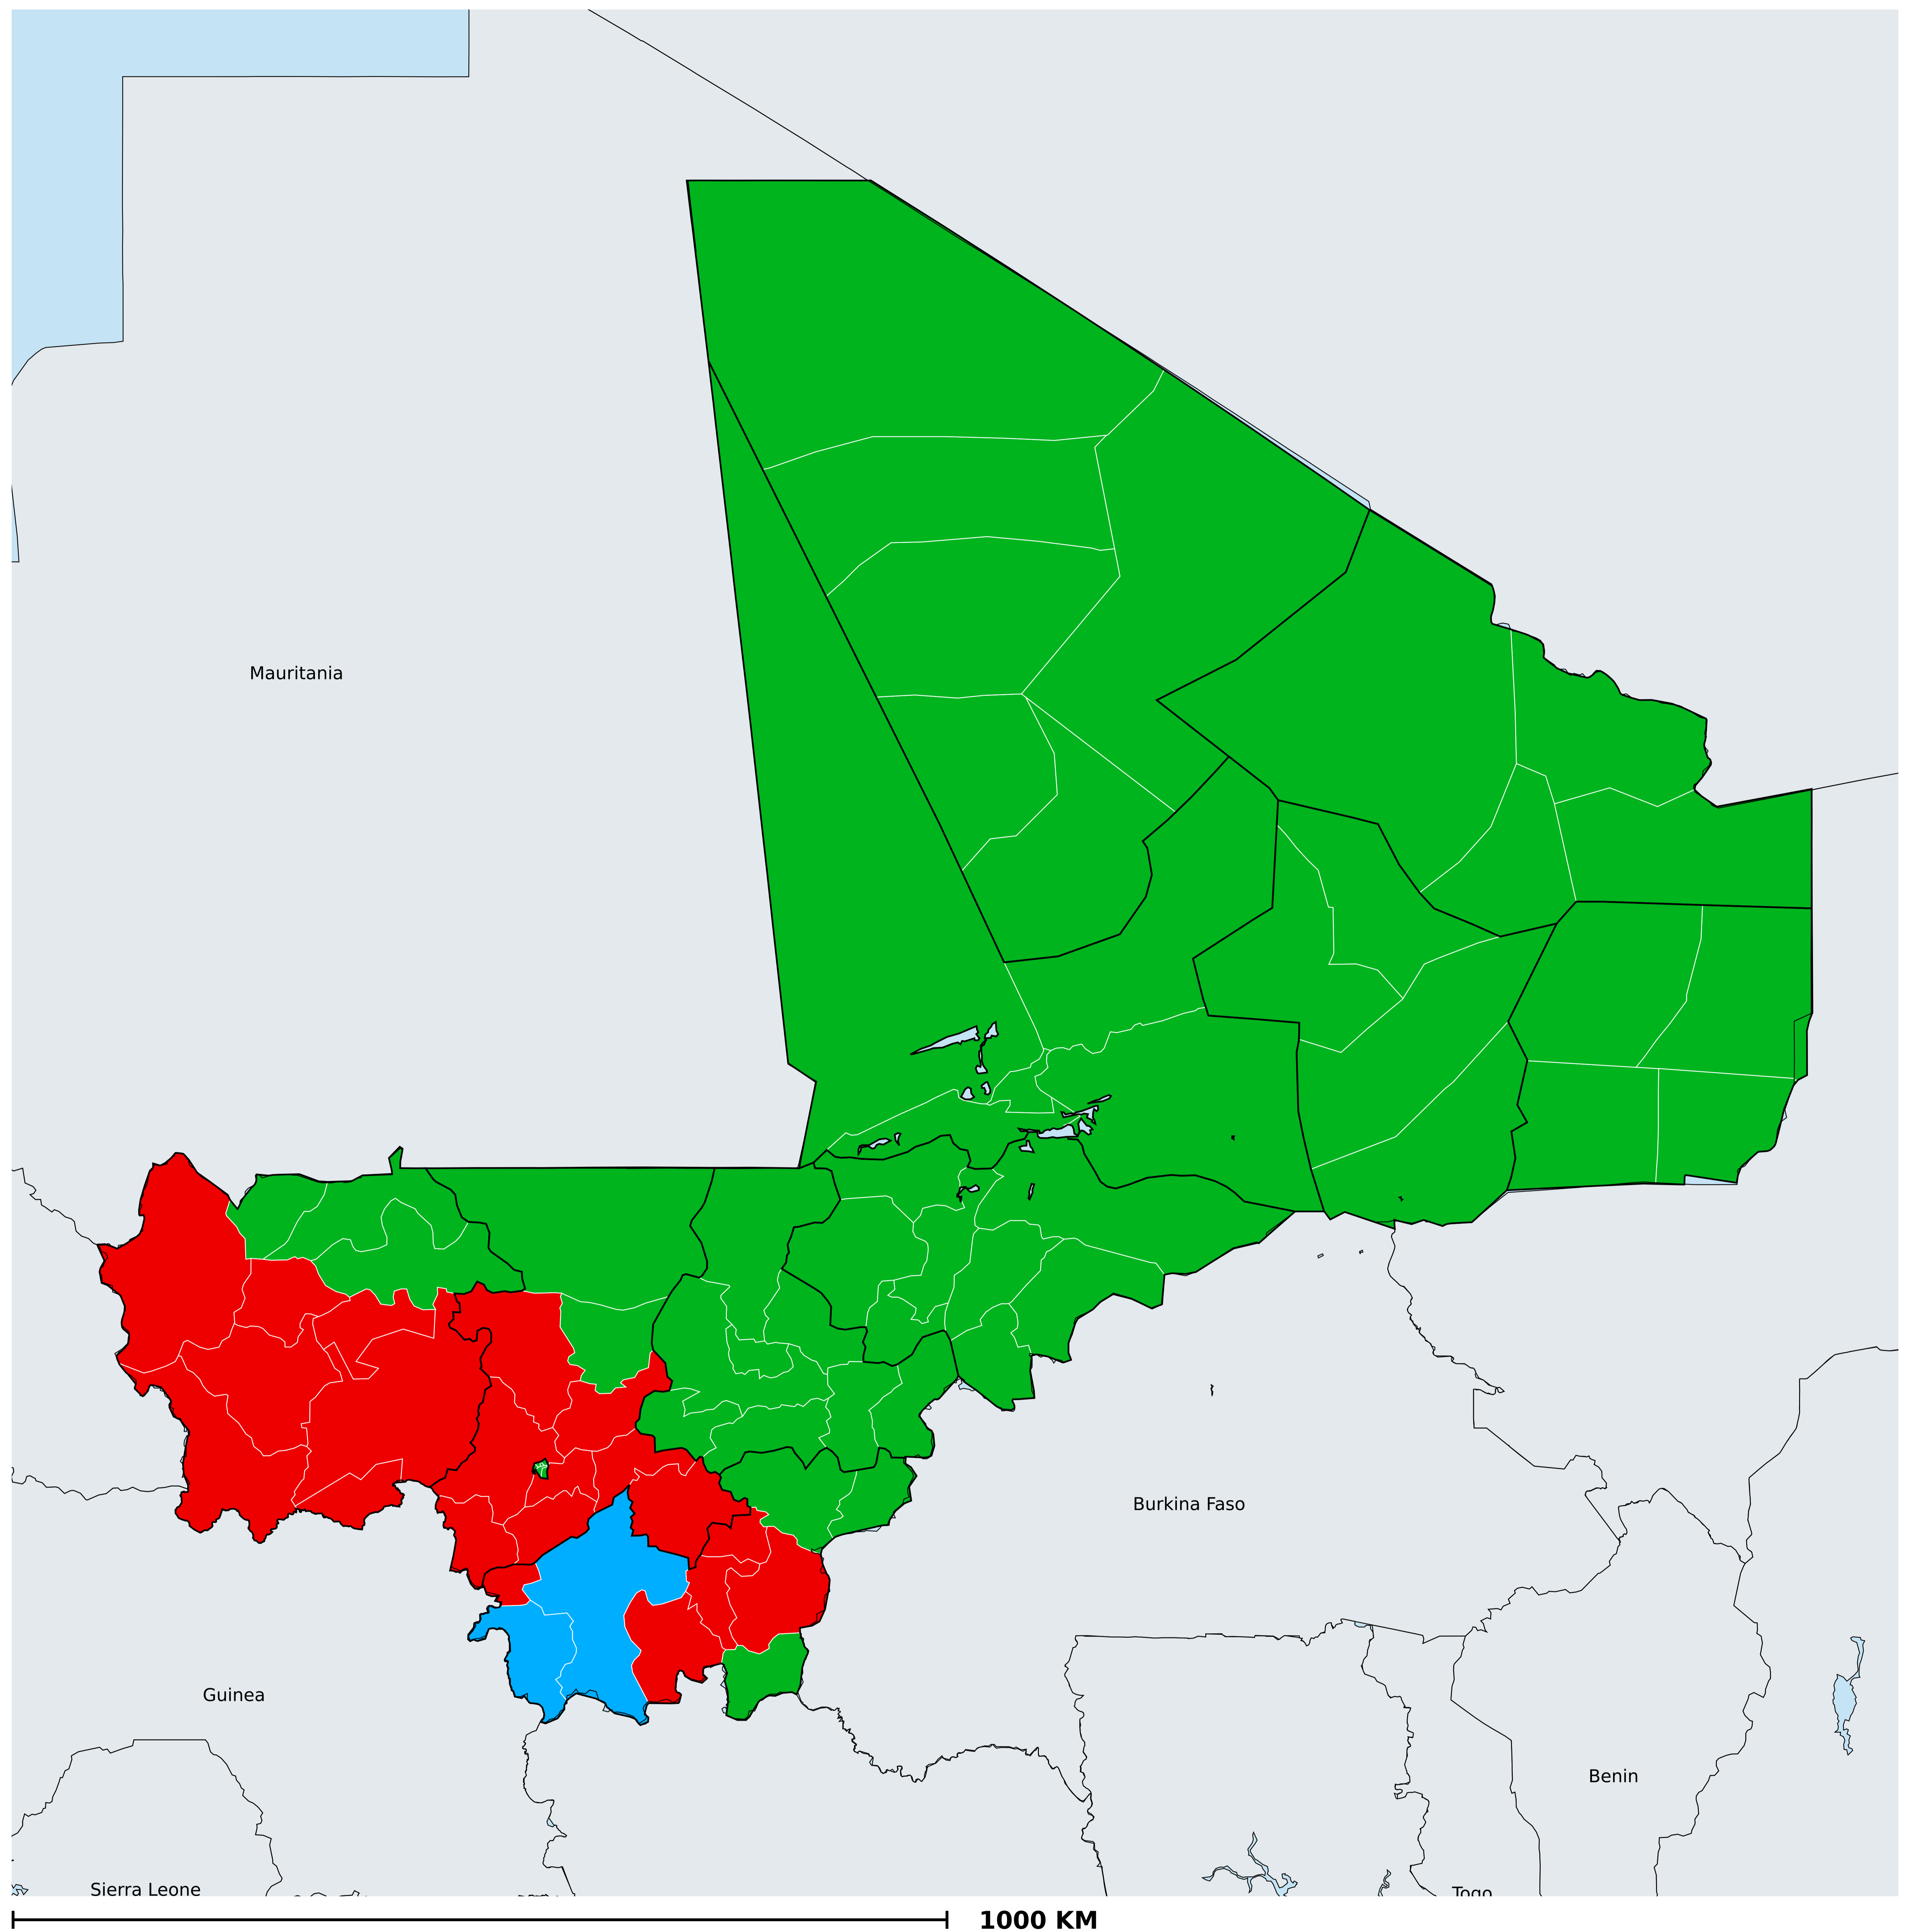 Mauritania
Burkina Faso
Guinea
Benin
Sierra Leone
Togo
1000 KM